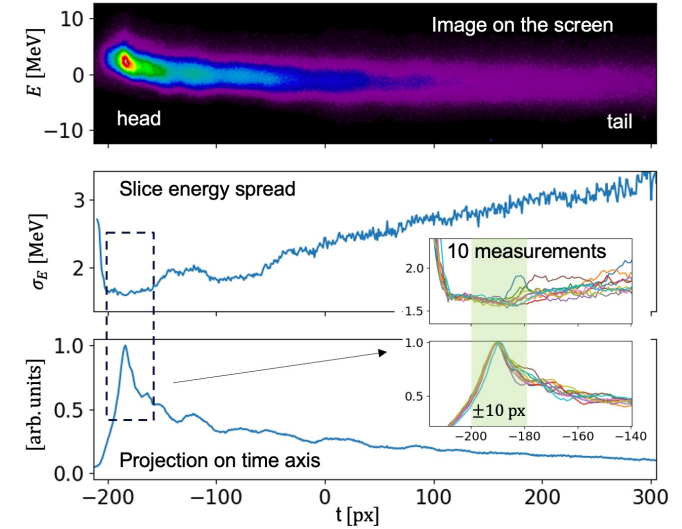 10
Image on the screen
E [MeV]
0
head
tail
−10
Slice energy spread
3
σE [MeV]
2
10 measurements
2.0
1.5
1.0
[arb. units]
0.5
0.5
±10 px
−200 −180 −160 −140
Projection on time axis
0.0
−200 −100 0 100 200 300
t [px]